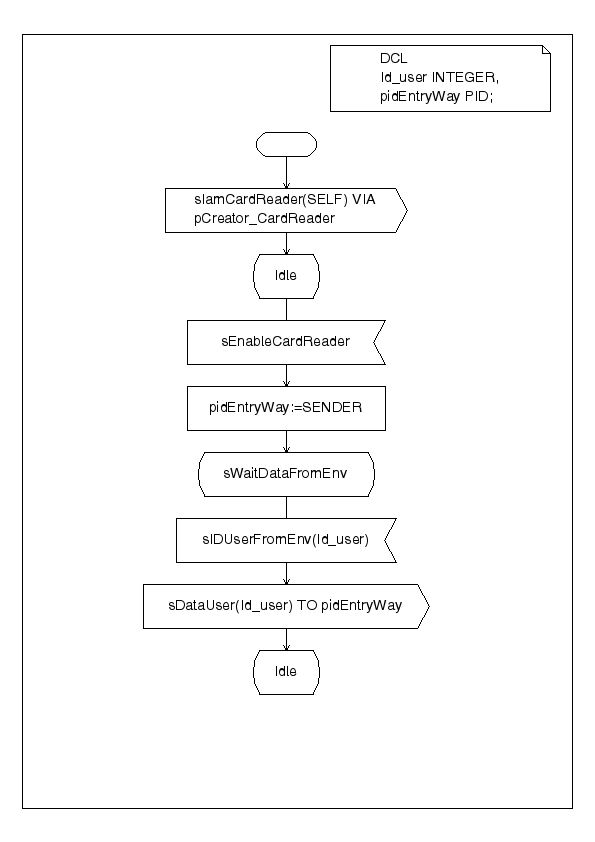 DCL
Id_user INTEGER,
pidEntryWay PID;
sIamCardReader(SELF) VIA
pCreator_CardReader
Idle
sEnableCardReader
pidEntryWay:=SENDER
sWaitDataFromEnv
sIDUserFromEnv(Id_user)
sDataUser(Id_user) TO pidEntryWay
Idle